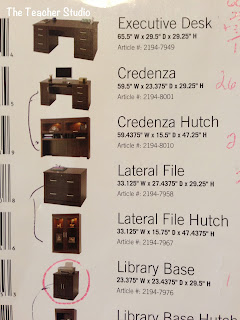 The Teacher Studio
Executive Desk
65.5" W x 29.5" D x 29.25" H
Article #: 2194-7949
Credenza
59.5" W x 23.375" D x 29.25" H
Article #: 2194-8001
Credenza Hutch
59.4375" W x 15.5" D x 47.25" H
Article #: 2194-8010
Lateral File
33.125" W x 27.4375" D x 29.25" H
Article #: 2194-7958
Lateral File Hutch
33.125" W x 15.75" D x 47.4375" H
Article #: 2194-7967
Library Base
23.375" W x 23.4375" D x 29.5" H
Article #: 2194-7976
Library Base Hutch